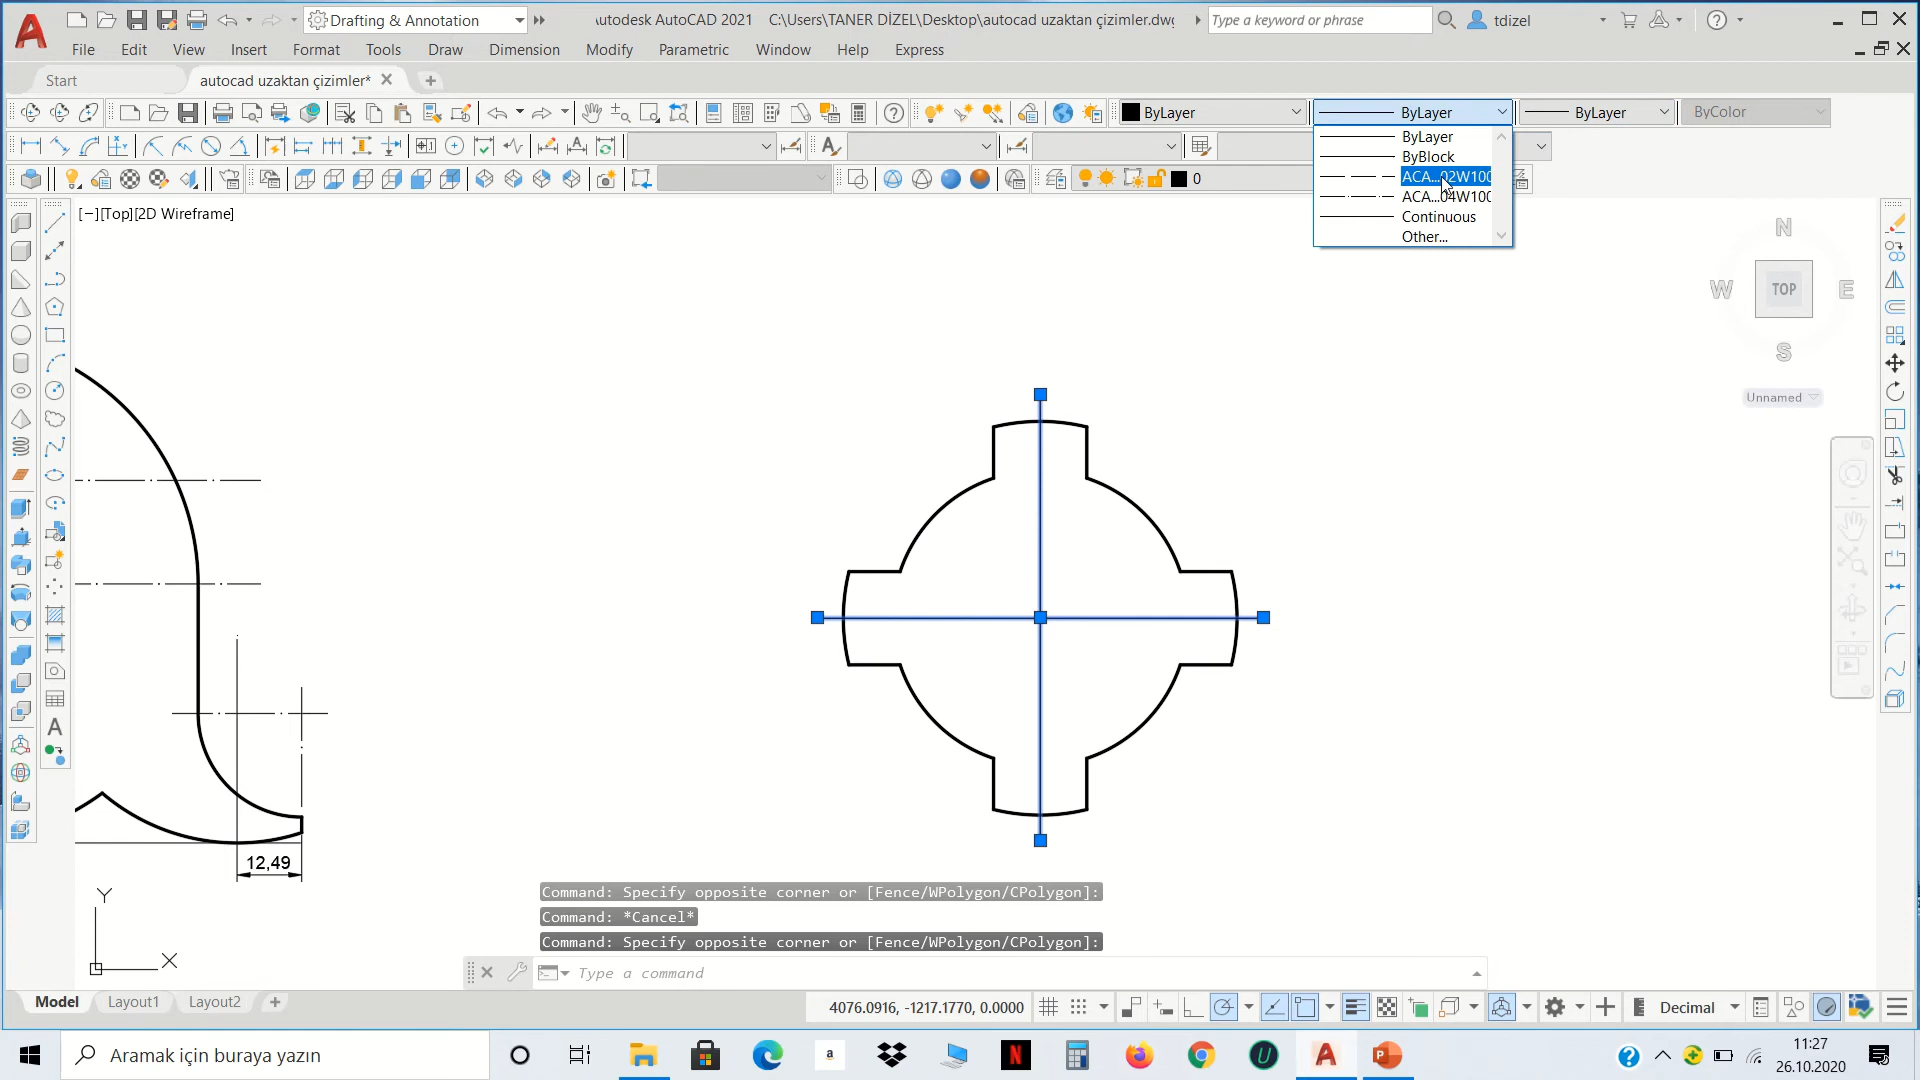 Drafting & Annotation
utodesk AutoCAD 2021 C:\Users\TANER DİZEL\Desktop\autocad uzaktan çizimler.dwg
Type a keyword or phrase
tdizel
File Edit View Insert Format Tools Draw Dimension Modify Parametric Window Help Express
Start
autocad uzaktan çizimler*
ByLayer
ByLayer
ByLayer
ByColor
ByLayer
ByBlock
ACA...02W100
ACA...04W100
Continuous
Other...
0
[−][Top][2D Wireframe]
N
W
TOP
E
S
Unnamed
A
12,49
Y
X
Command: Specify opposite corner or [Fence/WPolygon/CPolygon]:
Command: *Cancel*
Command: Specify opposite corner or [Fence/WPolygon/CPolygon]:
Type a command
Model Layout1 Layout2
4076.0916, -1217.1770, 0.0000
Decimal
Aramak için buraya yazın
11:27
26.10.2020